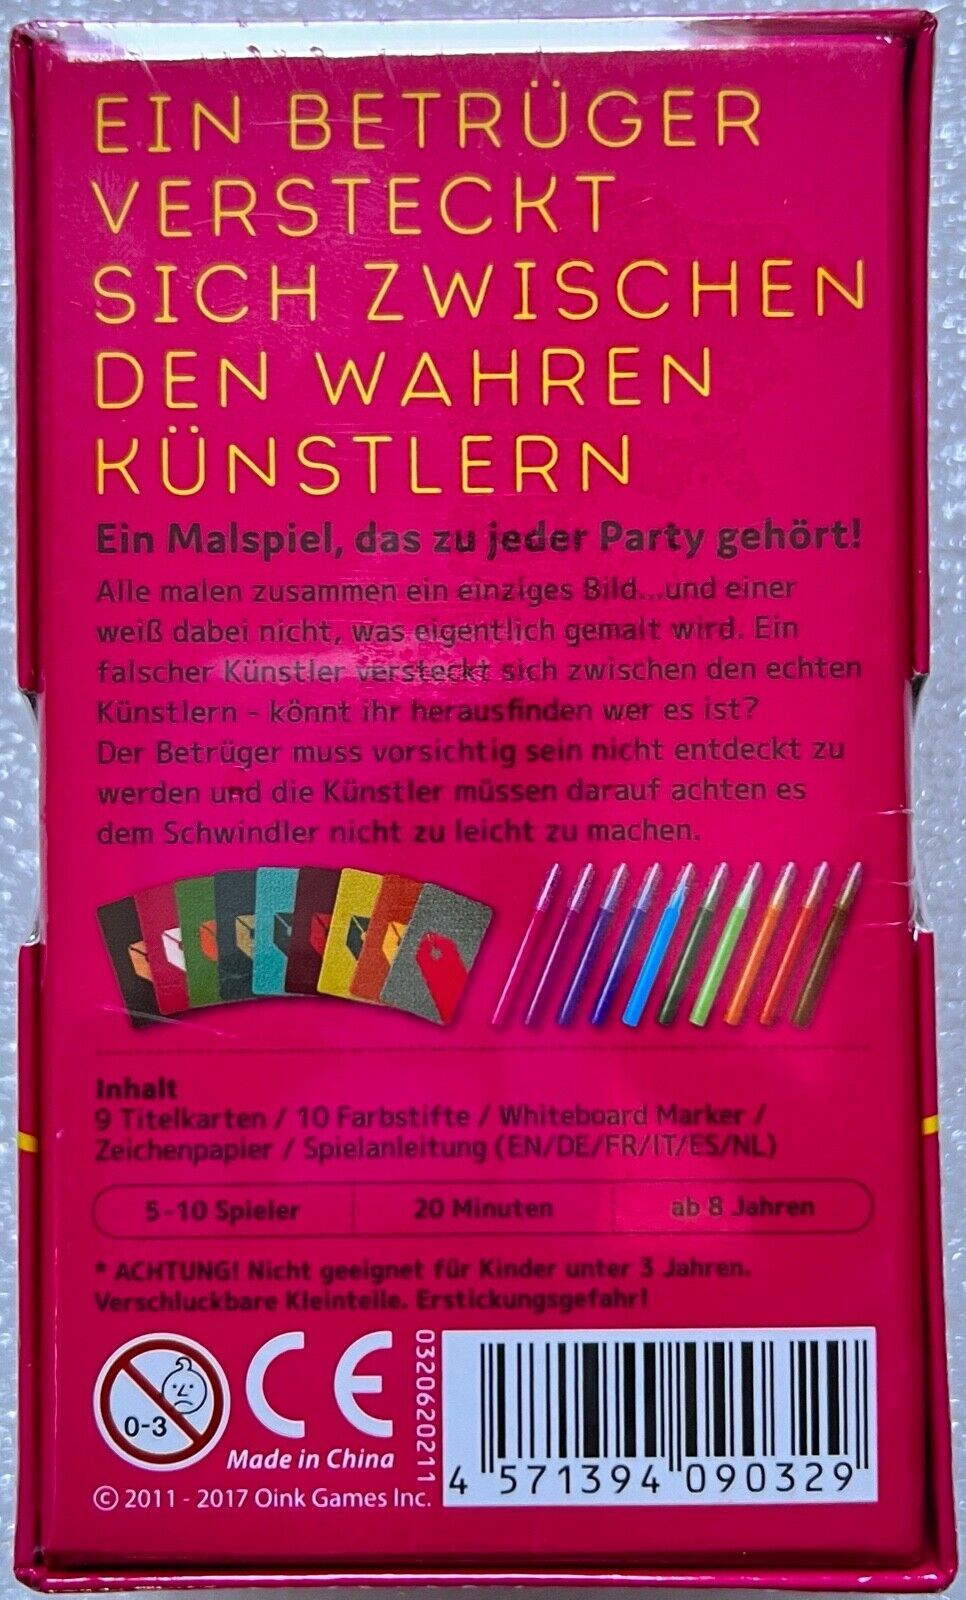 EIN BETRÜGER
VERSTECKT
SICH ZWISCHEN
DEN WAHREN
KÜNSTLERN
Ein Malspiel, das zu jeder Party gehört!
Alle malen zusammen ein einziges Bild...und einer
weiß dabei nicht, was eigentlich gemalt wird. Ein
falscher Künstler versteckt sich zwischen den echten
Künstlern - könnt ihr herausfinden wer es ist?
Der Betrüger muss vorsichtig sein nicht entdeckt zu
werden und die Künstler müssen darauf achten es
dem Schwindler nicht zu leicht zu machen.
Inhalt
9 Titelkarten / 10 Farbstifte / Whiteboard Marker /
Zeichenpapier / Spielanleitung (EN/DE/FR/IT/ES/NL)
5-10 Spieler 20 Minuten ab 8 Jahren
* ACHTUNG! Nicht geeignet für Kinder unter 3 Jahren.
Verschluckbare Kleinteile. Erstickungsgefahr!
0-3
CE
Made in China
© 2011 - 2017 Oink Games Inc.
0320620211
4 571394 090329